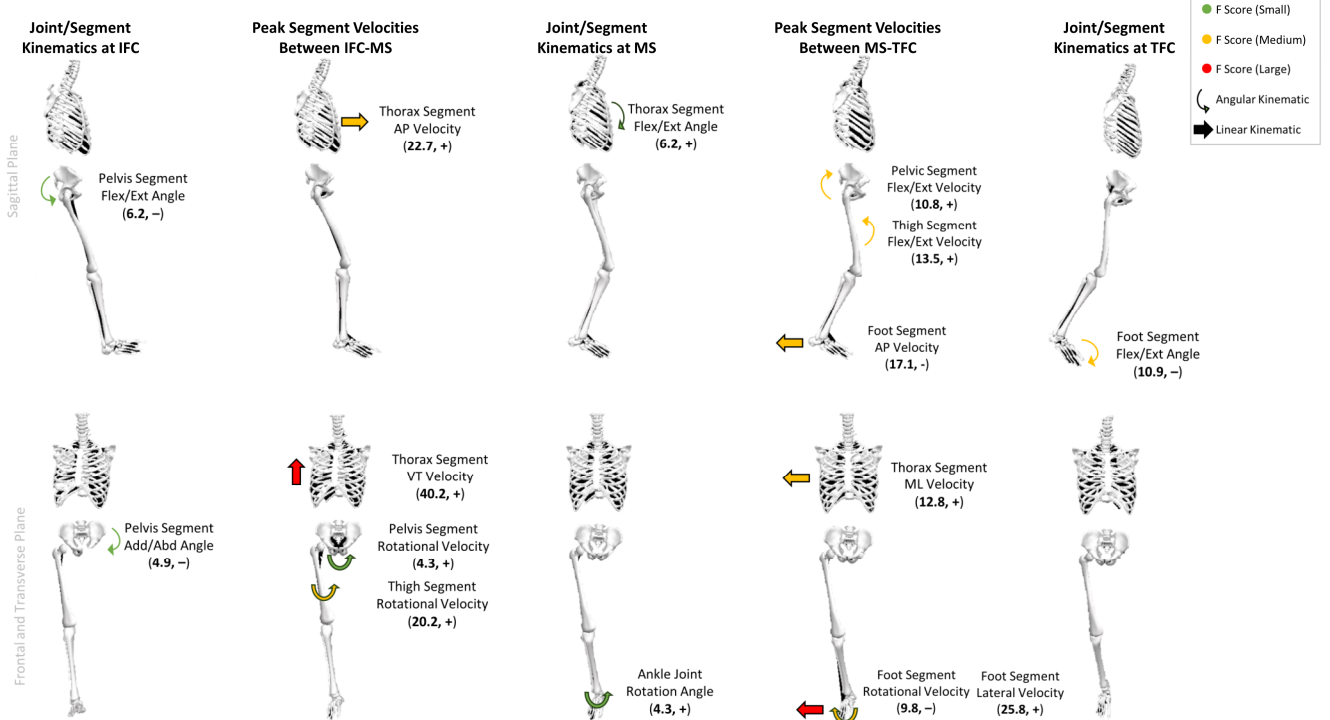 Joint/Segment
Kinematics at IFC
Peak Segment Velocities
Between IFC-MS
Joint/Segment
Kinematics at MS
Peak Segment Velocities
Between MS-TFC
Joint/Segment
Kinematics at TFC
F Score (Small)
F Score (Medium)
F Score (Large)
Angular Kinematic
Linear Kinematic
Sagittal Plane
Pelvis Segment
Flex/Ext Angle
(6.2, –)
Thorax Segment
AP Velocity
(22.7, +)
Thorax Segment
Flex/Ext Angle
(6.2, +)
Pelvic Segment
Flex/Ext Velocity
(10.8, +)
Thigh Segment
Flex/Ext Velocity
(13.5, +)
Foot Segment
AP Velocity
(17.1, -)
Foot Segment
Flex/Ext Angle
(10.9, –)
Frontal and Transverse Plane
Pelvis Segment
Add/Abd Angle
(4.9, –)
Thorax Segment
VT Velocity
(40.2, +)
Pelvis Segment
Rotational Velocity
(4.3, +)
Thigh Segment
Rotational Velocity
(20.2, +)
Ankle Joint
Rotation Angle
(4.3, +)
Thorax Segment
ML Velocity
(12.8, +)
Foot Segment
Rotational Velocity
(9.8, –)
Foot Segment
Lateral Velocity
(25.8, +)